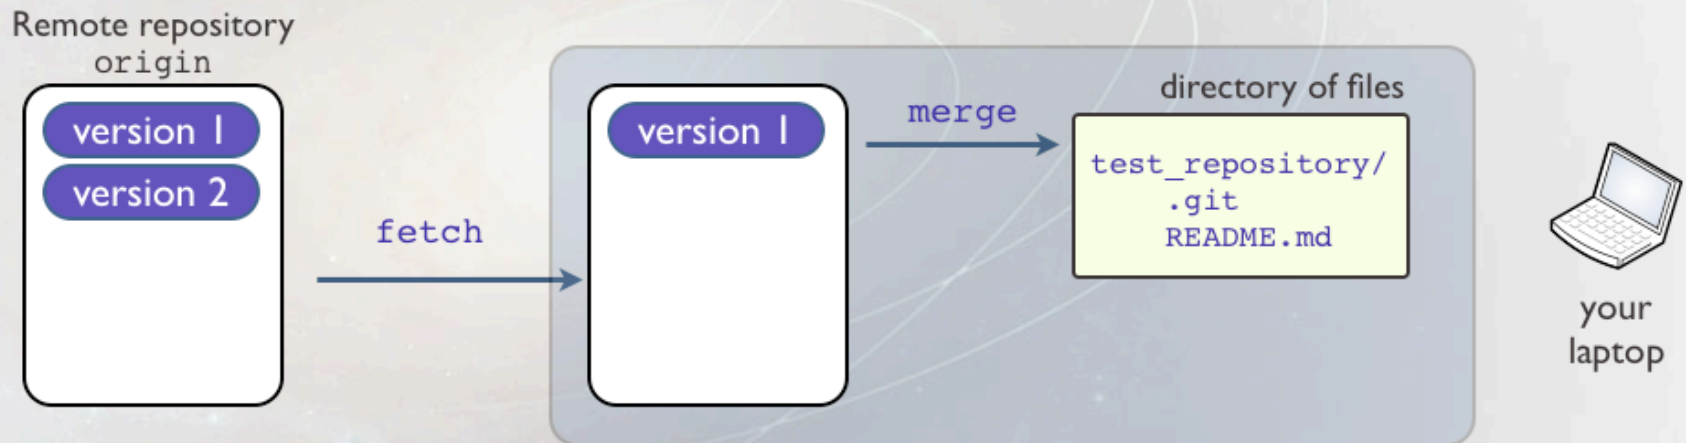 Remote repository
origin
version 1
version 2
fetch
version 1
merge
directory of files
test_repository/
.git
README.md
your
laptop